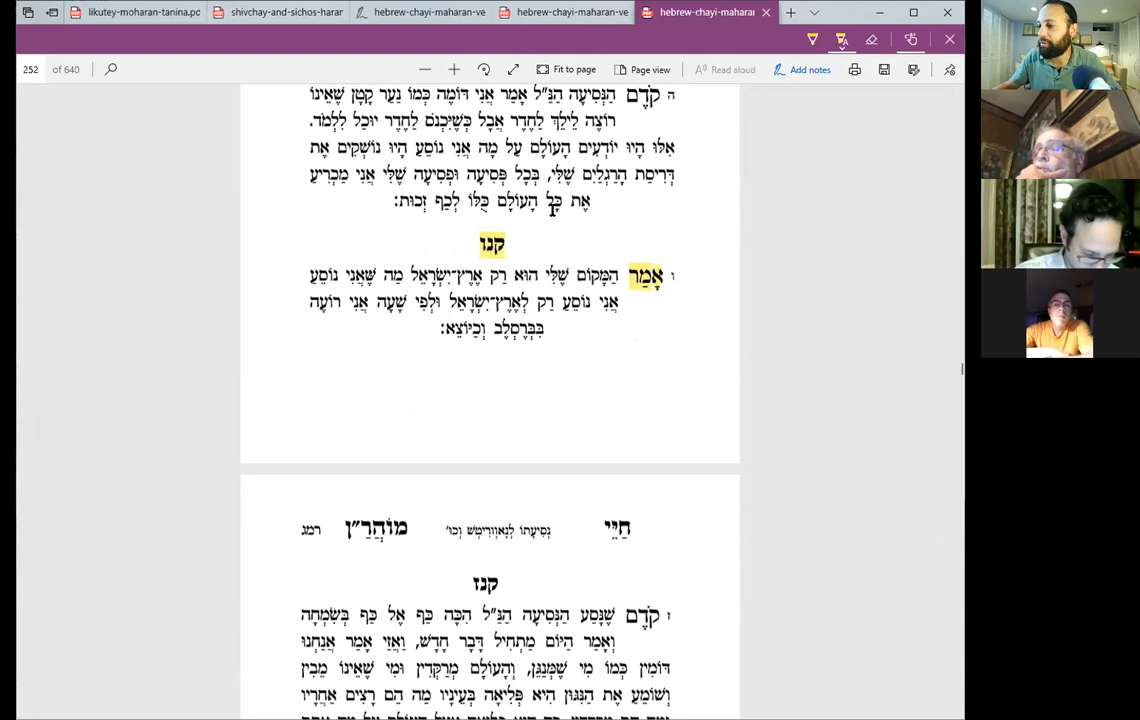 likutey-moharan-tanina.pc
shivchay-and-sichos-harar
hebrew-chayi-maharan-ve
hebrew-chayi-maharan-ve
hebrew-chayi-maharar
252 of 640
Fit to page
Page view
Read aloud
Add notes
ה קֹדֶם הַנְּסִיעָה הַנַּ"ל אָמַר אֲנִי דּוֹמֶה כְּמוֹ נַעַר קָטָן שֶׁאֵינוֹ
רוֹצֶה לֵילֵךְ לַחֶדֶר אֲבָל כְּשֶׁיִּכָּנֵס לַחֶדֶר יוּכַל לִלְמֹד.
אִלּוּ הָיוּ יוֹדְעִים הָעוֹלָם עַל מָה אֲנִי נוֹסֵעַ הָיוּ נוֹשְׁקִים אֶת
דְּרִיסַת הָרַגְלַיִם שֶׁלִּי, בְּכָל פְּסִיעָה וּפְסִיעָה שֶׁלִּי אֲנִי מַכְרִיעַ
אֶת כָּל הָעוֹלָם כֻּלּוֹ לְכַף זְכוּת:
קנו
ו אָמַר הַמָּקוֹם שֶׁלִּי הוּא רַק אֶרֶץ־יִשְׂרָאֵל מַה שֶּׁאֲנִי נוֹסֵעַ
אֲנִי נוֹסֵעַ רַק לְאֶרֶץ־יִשְׂרָאֵל וּלְפִי שָׁעָה אֲנִי רוֹעֶה
בִּבְּרֶסְלֶב וְכַיּוֹצֵא:
חַיֵּי נְסִיעָתוֹ לְנָאוְורִיטְשׁ וְכוּ' מוֹהֲרַ"ן רמג
קנז
ז קֹדֶם שֶׁנָּסַע הַנְּסִיעָה הַנַּ"ל הִכָּה כַּף אֶל כַּף בְּשִׂמְחָה
וְאָמַר הַיּוֹם מַתְחִיל דָּבָר חָדָשׁ, וַאֲזַי אָמַר אֲנַחְנוּ
דּוֹמִין כְּמוֹ מִי שֶׁמְּנַגֵּן, וְהָעוֹלָם מְרַקְּדִין וּמִי שֶׁאֵינוֹ מֵבִין
וְשׁוֹמֵעַ אֶת הַנִּגּוּן הִיא פְּלִיאָה בְּעֵינָיו מַה הֵם רָצִים אַחֲרָיו